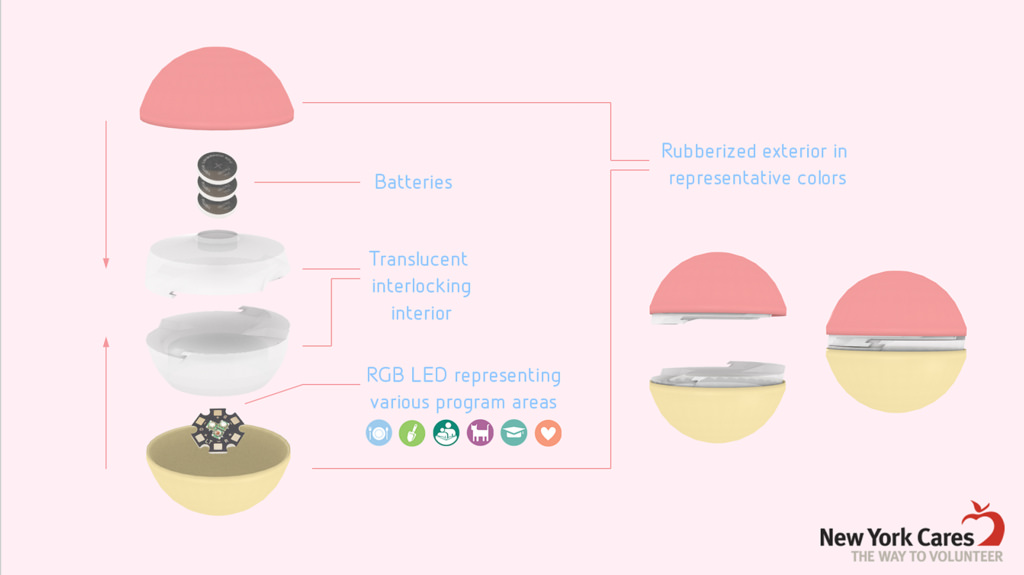 Rubberized exterior in
representative colors
Batteries
Translucent
interlocking
interior
RGB LED representing
various program areas
New York Cares
THE WAY TO VOLUNTEER